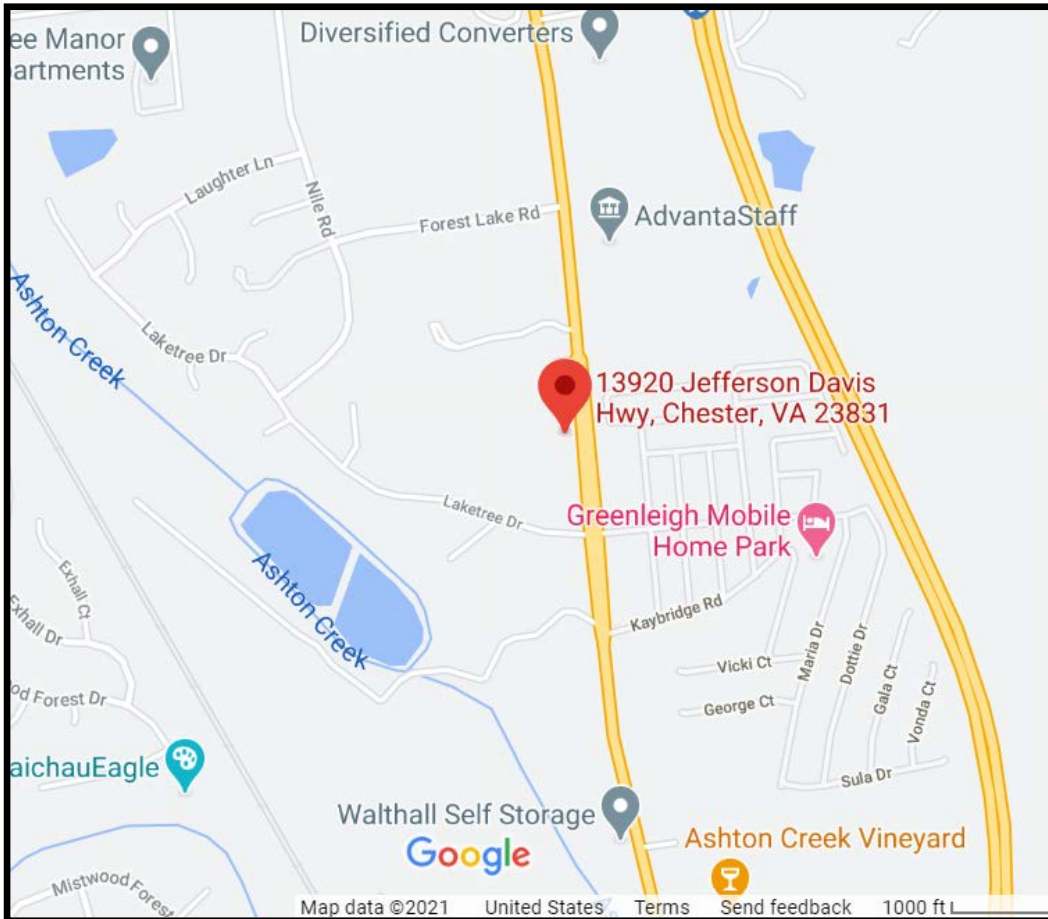 ee Manor
partments
Diversified Converters
Laughter Ln
Nile Rd
Forest Lake Rd
AdvantaStaff
Ashton Creek
Laketree Dr
13920 Jefferson Davis
Hwy, Chester, VA 23831
Laketree Dr
Greenleigh Mobile
Home Park
Ashton Creek
Exhall Ct
Exhall Dr
Kaybridge Rd
Maria Dr
Dottie Dr
Vicki Ct
Gala Ct
Vonda Ct
od Forest Dr
George Ct
aichauEagle
Sula Dr
Walthall Self Storage
Google
Ashton Creek Vineyard
Mistwood Forest
Map data ©2021 United States Terms Send feedback 1000 ft